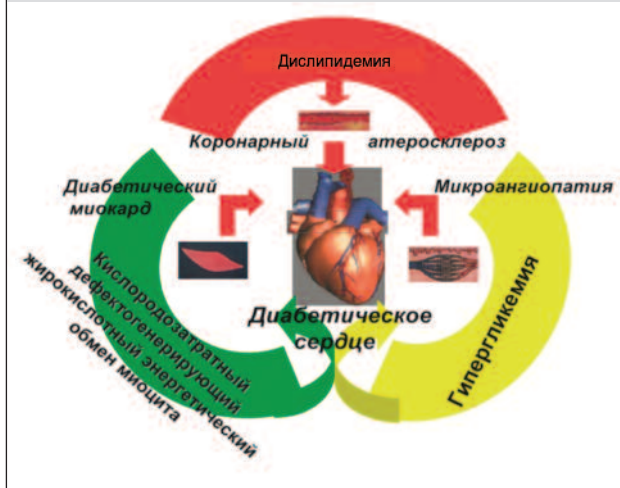 Дислипидемия
Коронарный атеросклероз
Диабетический
миокард
Микроангиопатия
Диабетическое
сердце
Кислородозатратный
дефектогенерирующий
жирокислотный энергетический
обмен миоцита
Гипергликемия